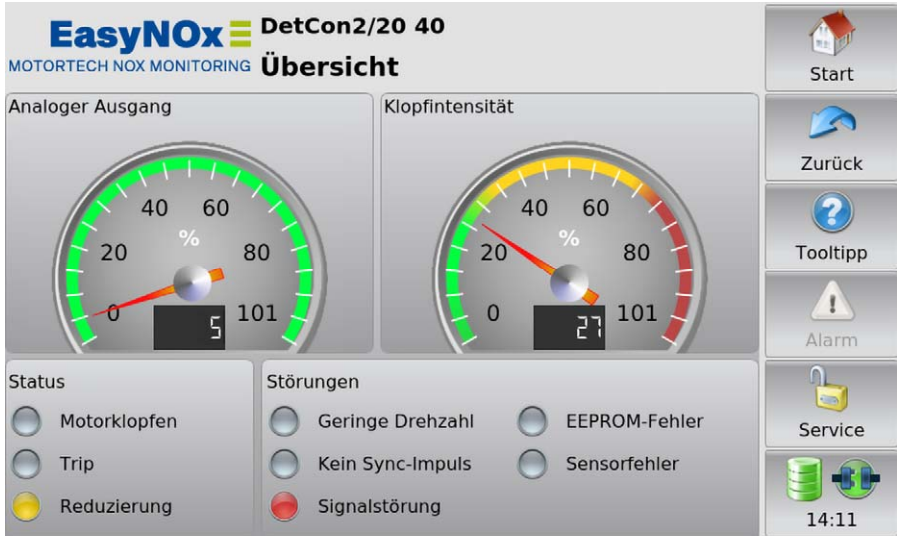 EasyNOx
MOTORTECH NOX MONITORING
DetCon2/20 40
Übersicht
Analoger Ausgang
0
20
40
60
80
101
%
5
Klopfintensität
0
20
40
60
80
101
%
27
Status
Motorklopfen
Trip
Reduzierung
Störungen
Geringe Drehzahl
Kein Sync-Impuls
Signalstörung
EEPROM-Fehler
Sensorfehler
Start
Zurück
Tooltipp
Alarm
Service
14:11